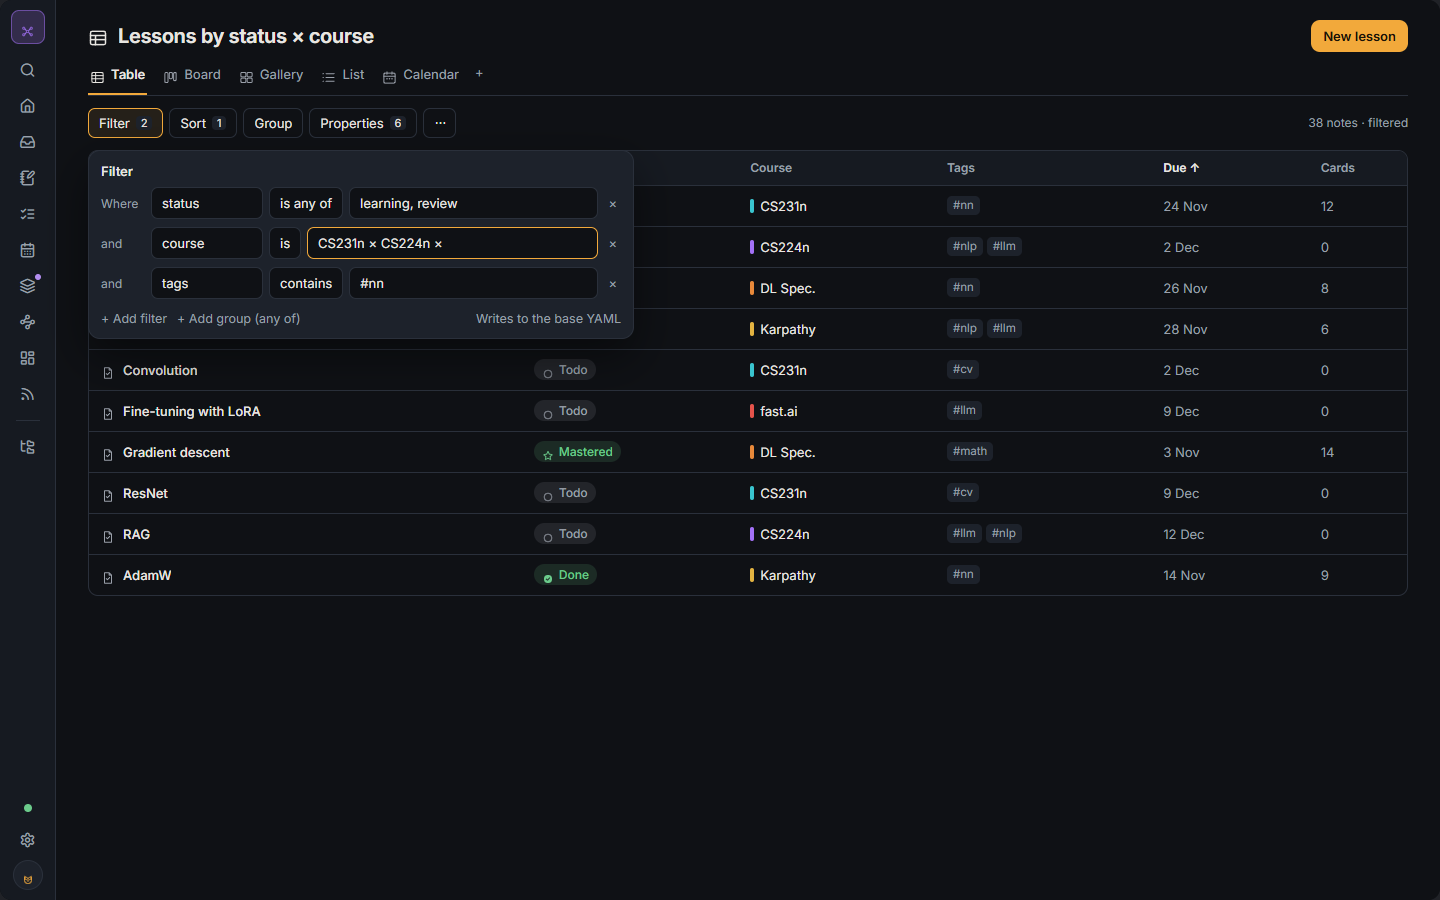 Lessons by status × course
New lesson
Table Board Gallery List Calendar +
Filter 2 Sort 1 Group Properties 6 ···
38 notes · filtered
Filter
Where status is any of learning, review ×
and course is CS231n × CS224n × ×
and tags contains #nn ×
+ Add filter + Add group (any of) Writes to the base YAML
Course Tags Due ↑ Cards
CS231n #nn 24 Nov 12
CS224n #nlp #llm 2 Dec 0
DL Spec. #nn 26 Nov 8
Karpathy #nlp #llm 28 Nov 6
Convolution Todo CS231n #cv 2 Dec 0
Fine-tuning with LoRA Todo fast.ai #llm 9 Dec 0
Gradient descent Mastered DL Spec. #math 3 Nov 14
ResNet Todo CS231n #cv 9 Dec 0
RAG Todo CS224n #llm #nlp 12 Dec 0
AdamW Done Karpathy #nn 14 Nov 9